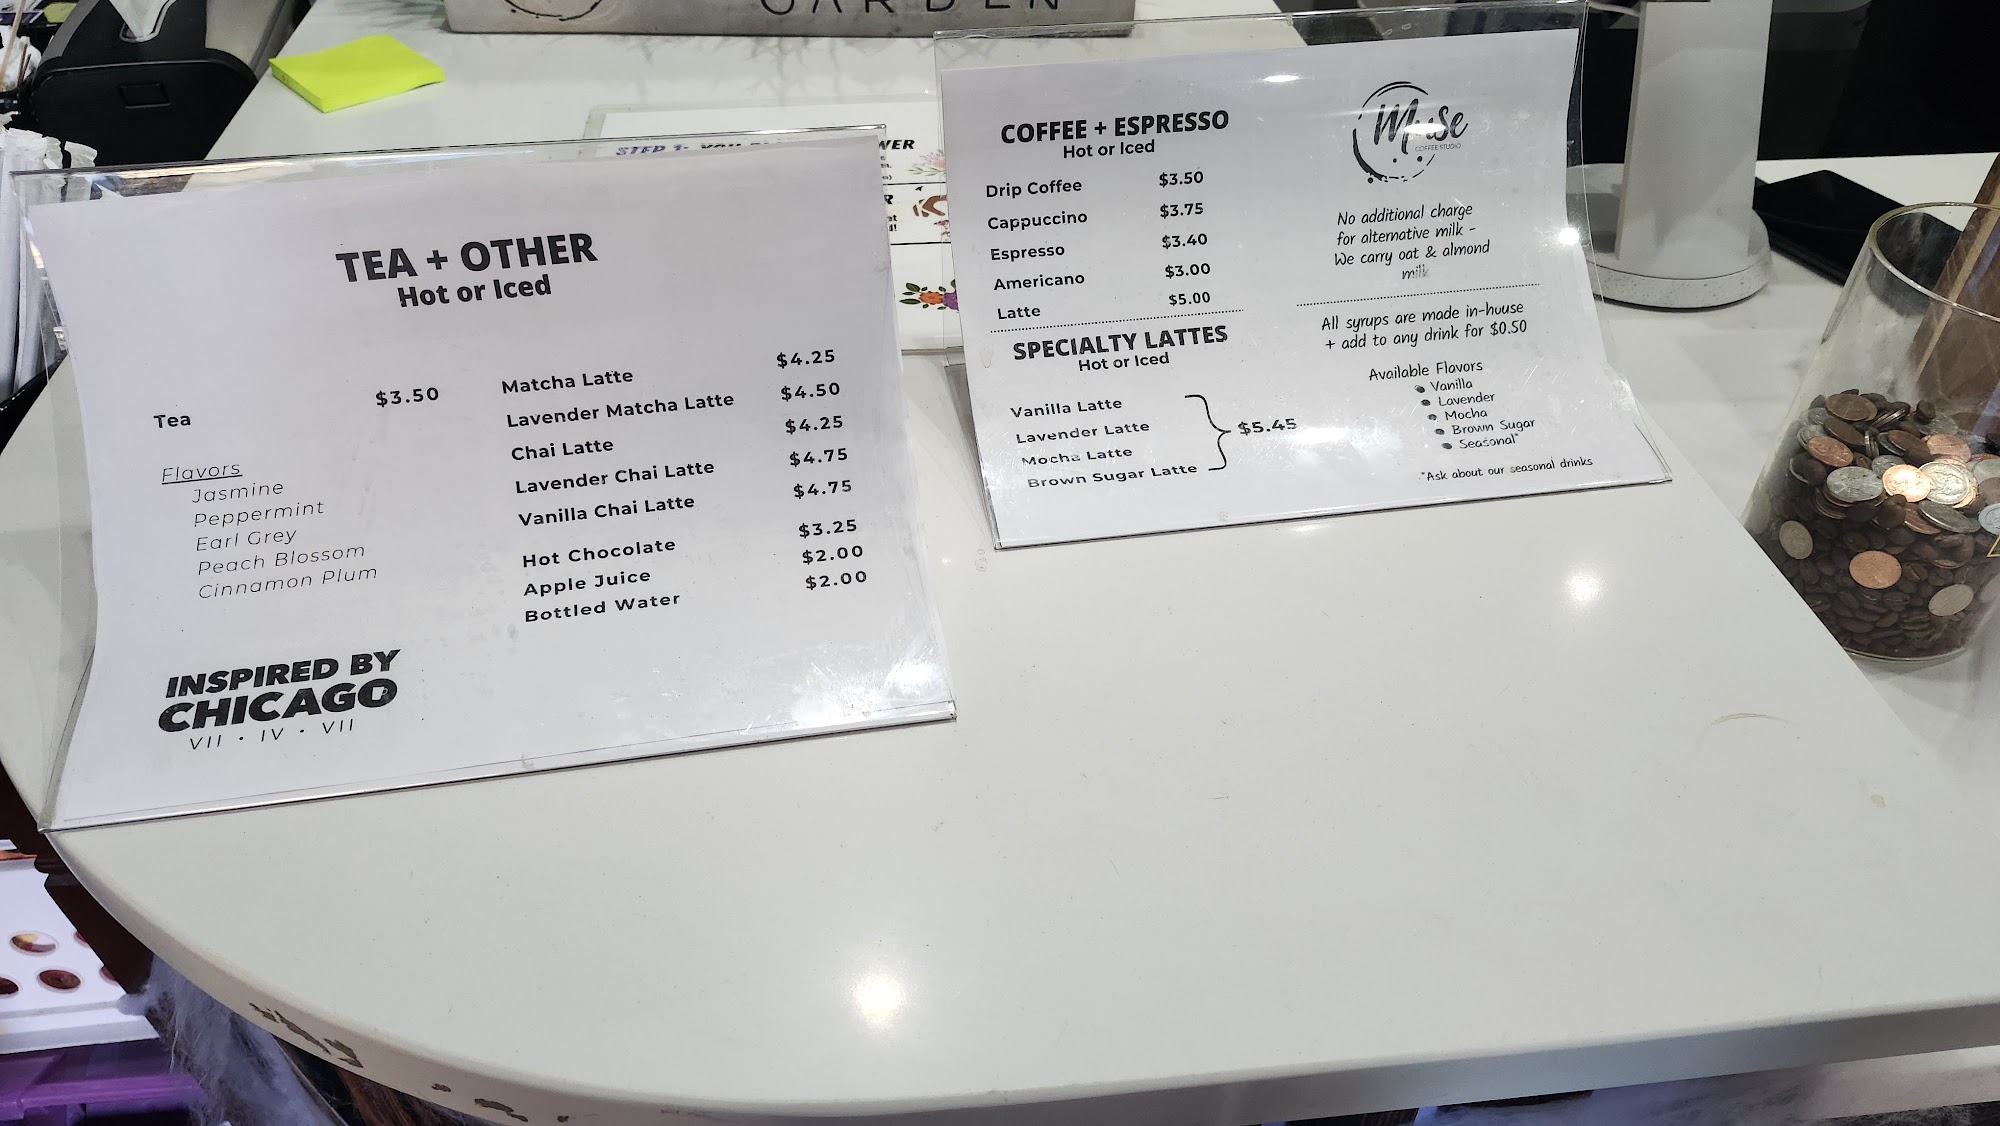 GARDEN
STEP 1: YOU
TEA + OTHER
Hot or Iced
Tea $3.50
Flavors
Jasmine
Peppermint
Earl Grey
Peach Blossom
Cinnamon Plum
Matcha Latte $4.25
Lavender Matcha Latte $4.50
Chai Latte $4.25
Lavender Chai Latte $4.75
Vanilla Chai Latte $4.75
Hot Chocolate $3.25
Apple Juice $2.00
Bottled Water $2.00
INSPIRED BY
CHICAGO
VII · IV · VII
COFFEE + ESPRESSO
Hot or Iced
Drip Coffee $3.50
Cappuccino $3.75
Espresso $3.40
Americano $3.00
Latte $5.00
SPECIALTY LATTES
Hot or Iced
Vanilla Latte
Lavender Latte
Mocha Latte
Brown Sugar Latte
$5.45
Muse
COFFEE STUDIO
No additional charge
for alternative milk -
We carry oat & almond
milk
All syrups are made in-huuse
+ add to any drink for $0.50
Available Flavors
• Vanilla
• Lavender
• Mocha
• Brown Sugar
• Seasonal*
*Ask about our seasonal drinks